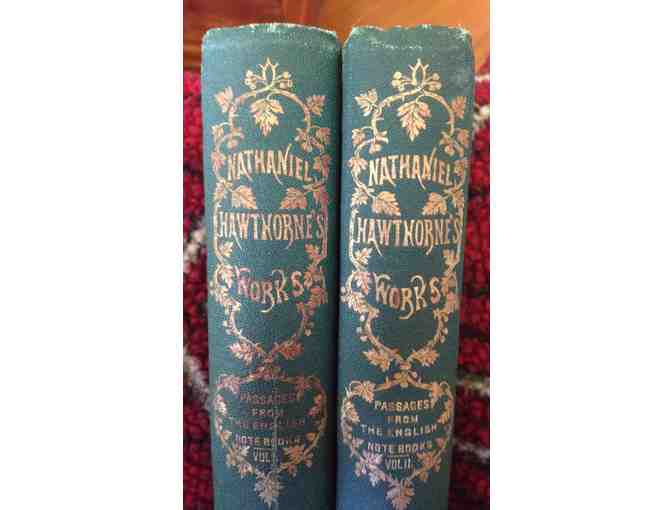 NATHANIEL
HAWTHORNE'S
WORKS
PASSAGES
FROM
THE ENGLISH
NOTE BOOKS
VOL I.
NATHANIEL
HAWTHORNE'S
WORKS
PASSAGES
FROM
THE ENGLISH
NOTE BOOKS
VOL II.